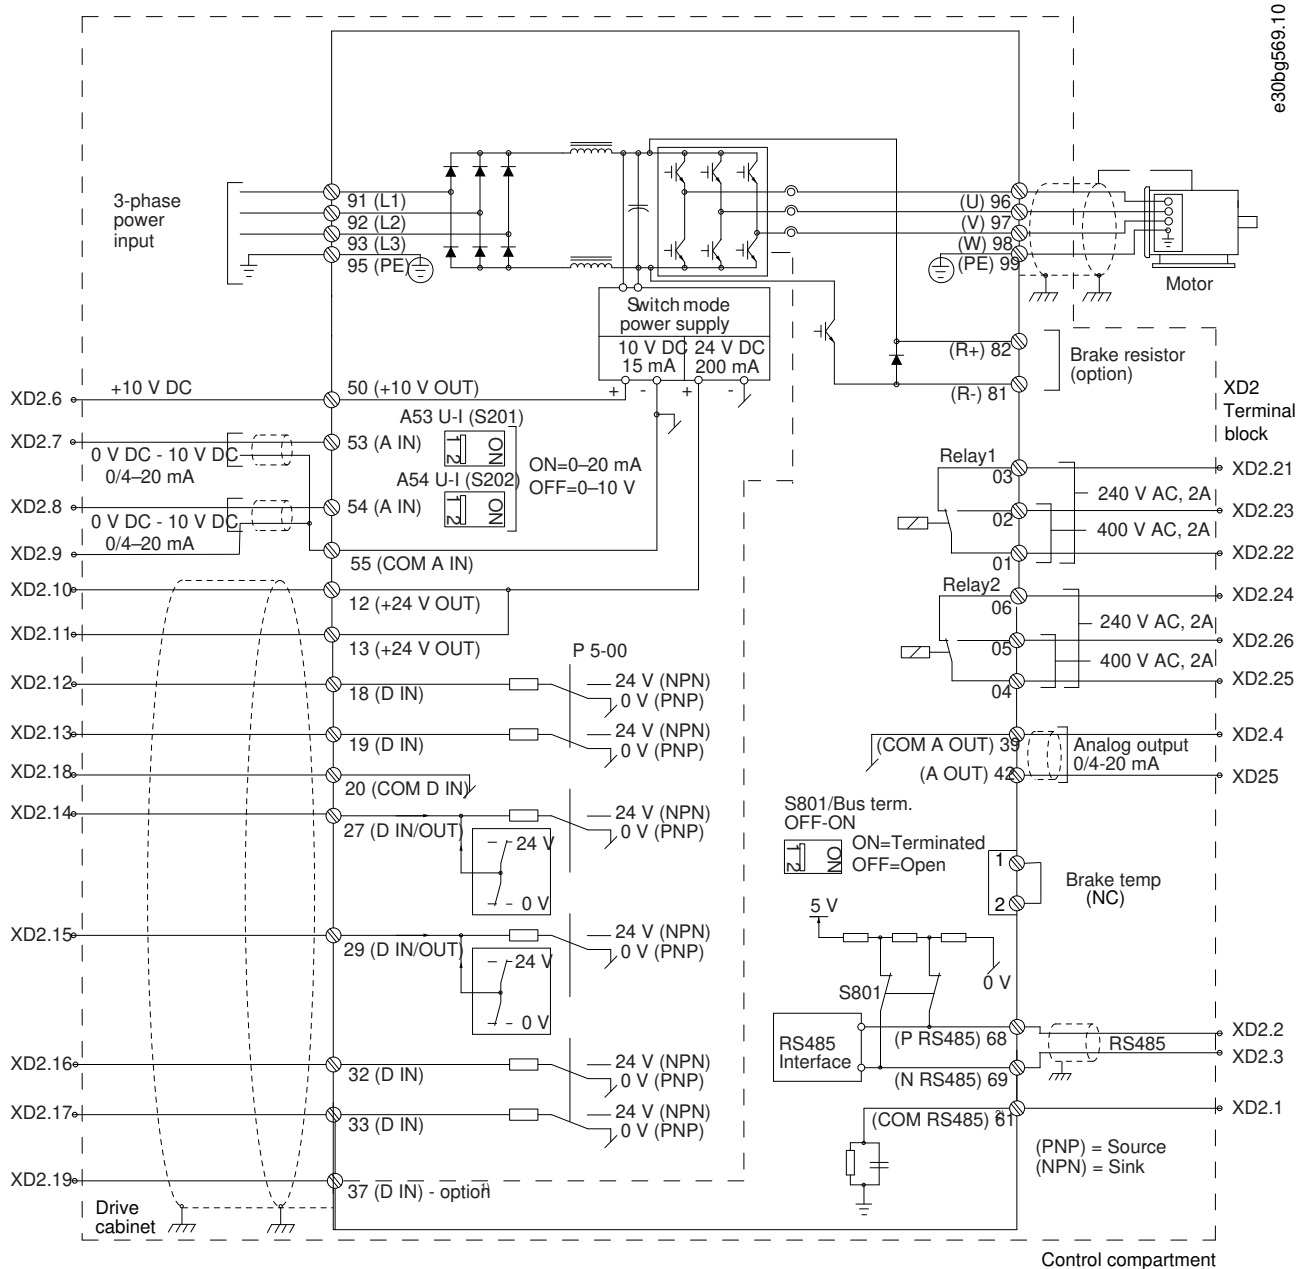 e30bg569.10
3-phase
power
input
91 (L1)
92 (L2)
93 (L3)
95 (PE)
(U) 96
(V) 97
(W) 98
(PE) 99
Motor
Switch mode
power supply
10 V DC
15 mA
24 V DC
200 mA
+ - + -
(R+) 82
(R-) 81
Brake resistor
(option)
XD2
Terminal
block
XD2.6
+10 V DC
50 (+10 V OUT)
XD2.7
0 V DC - 10 V DC
0/4–20 mA
53 (A IN)
A53 U-I (S201)
1 2
ON
A54 U-I (S202)
1 2
ON
ON=0–20 mA
OFF=0–10 V
XD2.8
0 V DC - 10 V DC
0/4–20 mA
54 (A IN)
XD2.9
55 (COM A IN)
XD2.10
12 (+24 V OUT)
XD2.11
13 (+24 V OUT)
P 5-00
XD2.12
18 (D IN)
24 V (NPN)
0 V (PNP)
XD2.13
19 (D IN)
24 V (NPN)
0 V (PNP)
XD2.18
20 (COM D IN)
XD2.14
27 (D IN/OUT)
24 V
0 V
24 V (NPN)
0 V (PNP)
XD2.15
29 (D IN/OUT)
24 V
0 V
24 V (NPN)
0 V (PNP)
XD2.16
32 (D IN)
24 V (NPN)
0 V (PNP)
XD2.17
33 (D IN)
24 V (NPN)
0 V (PNP)
XD2.19
37 (D IN) - option 1)
Drive
cabinet
Relay1
03
02
01
240 V AC, 2A
400 V AC, 2A
XD2.21
XD2.23
XD2.22
Relay2
06
05
04
240 V AC, 2A
400 V AC, 2A
XD2.24
XD2.26
XD2.25
(COM A OUT) 39
(A OUT) 42
Analog output
0/4-20 mA
XD2.4
XD25
S801/Bus term.
OFF-ON
1 2
ON
ON=Terminated
OFF=Open
1
2
Brake temp
(NC)
5 V
0 V
S801
RS485
Interface
(P RS485) 68
(N RS485) 69
RS485
XD2.2
XD2.3
(COM RS485) 61
2)
XD2.1
(PNP) = Source
(NPN) = Sink
Control compartment